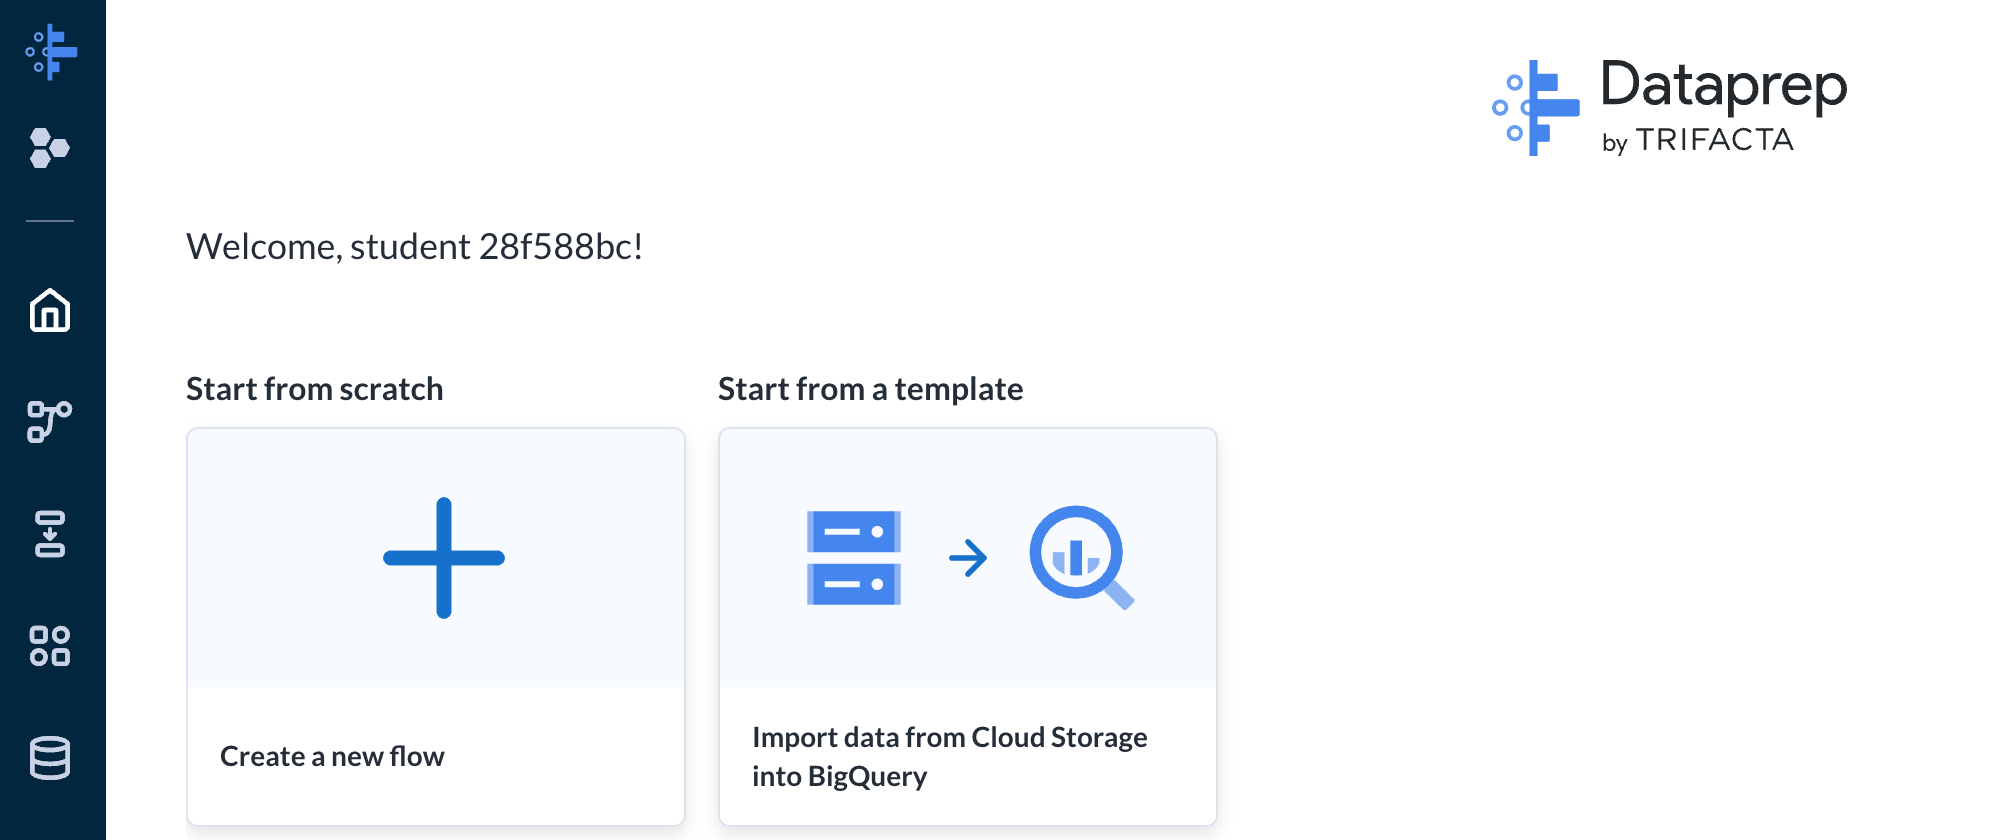 Dataprep
by TRIFACTA
Welcome, student 28f588bc!
Start from scratch
Start from a template
Create a new flow
Import data from Cloud Storage
into BigQuery